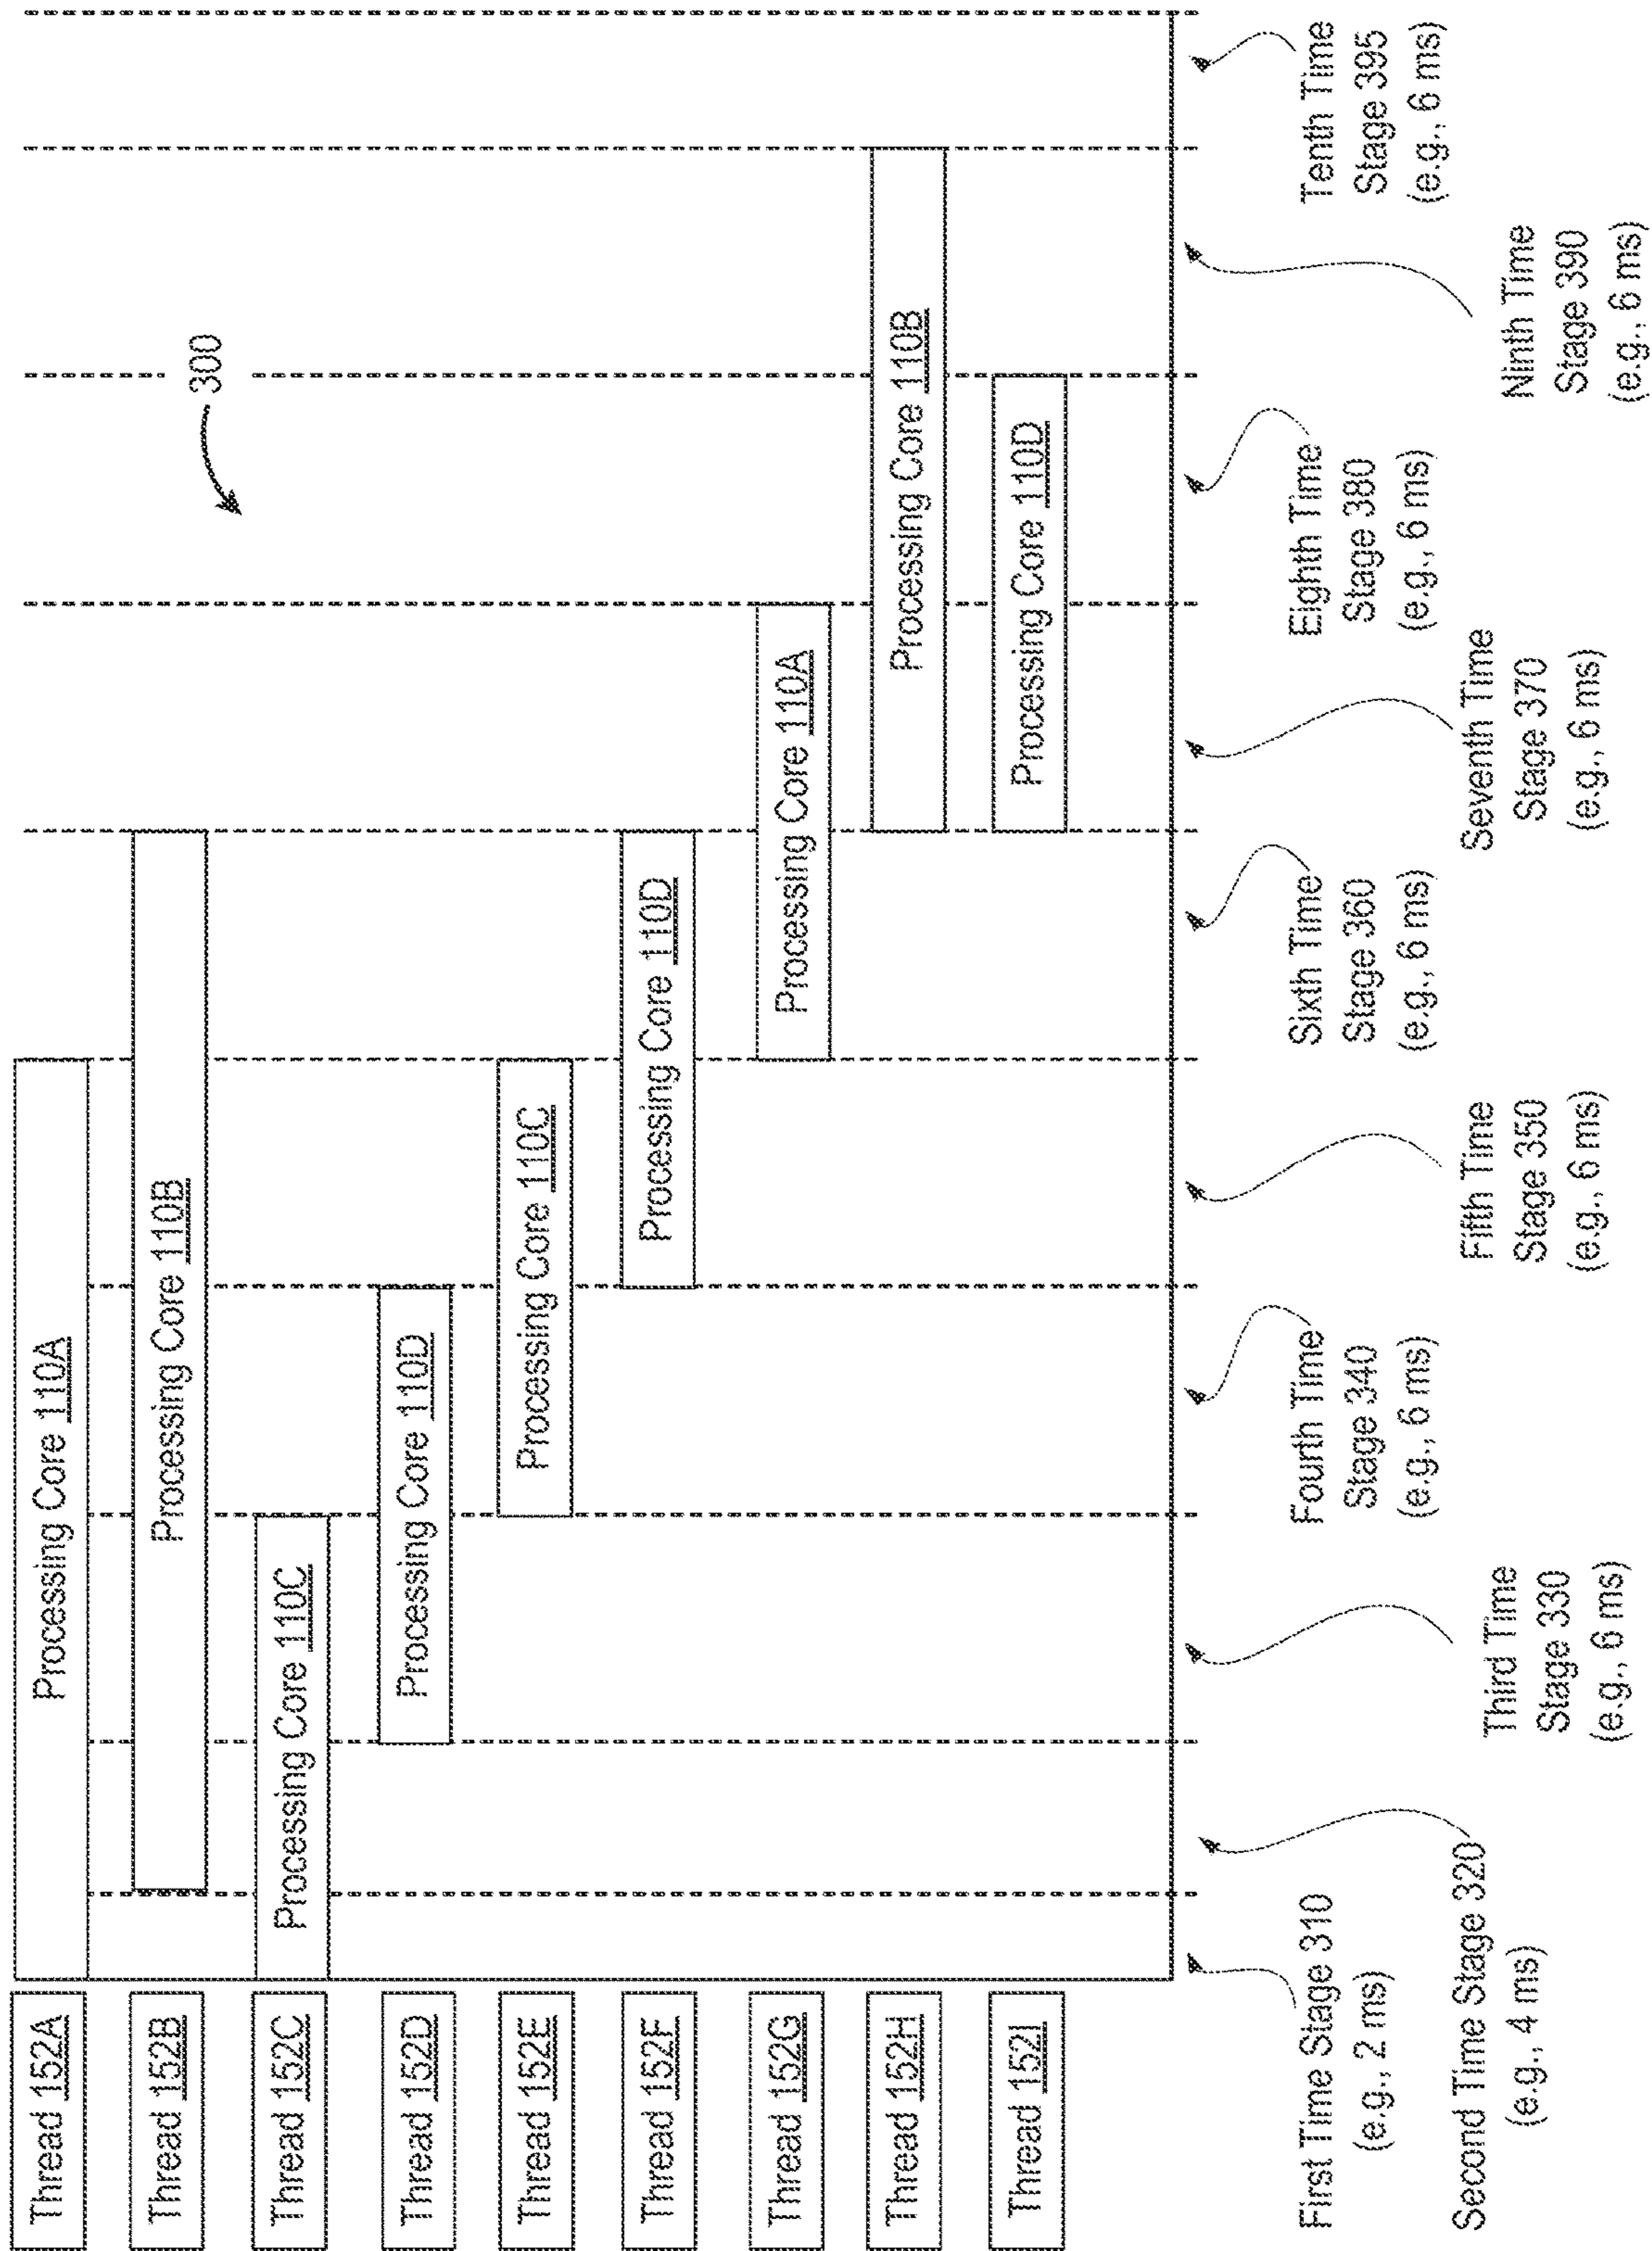 300
Thread 152A
Processing Core 110A
Thread 152B
Processing Core 110B
Thread 152C
Processing Core 110C
Thread 152D
Processing Core 110D
Thread 152E
Processing Core 110C
Thread 152F
Processing Core 110D
Thread 152G
Processing Core 110A
Thread 152H
Processing Core 110B
Thread 152I
Processing Core 110D
First Time Stage 310
(e.g., 2 ms)
Second Time Stage 320
(e.g., 4 ms)
Third Time
Stage 330
(e.g., 6 ms)
Fourth Time
Stage 340
(e.g., 6 ms)
Fifth Time
Stage 350
(e.g., 6 ms)
Sixth Time
Stage 360
(e.g., 6 ms)
Seventh Time
Stage 370
(e.g., 6 ms)
Eighth Time
Stage 380
(e.g., 6 ms)
Ninth Time
Stage 390
(e.g., 6 ms)
Tenth Time
Stage 395
(e.g., 6 ms)